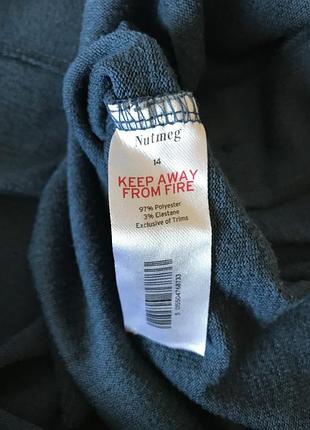 Nutmeg
14
KEEP AWAY
FROM FIRE
97% Polyester
3% Elastane
Exclusive of Trims